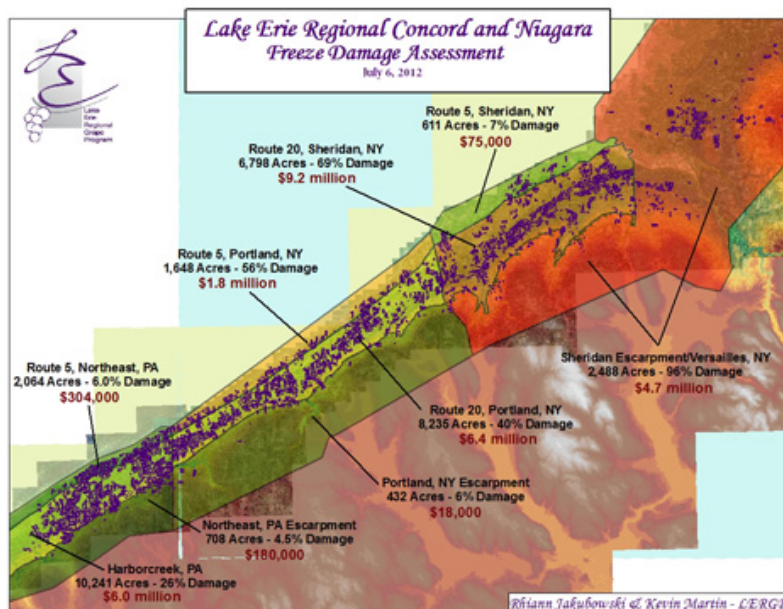 Lake Erie Regional Concord and Niagara
Freeze Damage Assessment
July 6, 2012
Lake
Erie
Regional
Grape
Program
Route 5, Sheridan, NY
611 Acres - 7% Damage
$75,000
Route 20, Sheridan, NY
6,798 Acres - 69% Damage
$9.2 million
Route 5, Portland, NY
1,648 Acres - 56% Damage
$1.8 million
Route 5, Northeast, PA
2,064 Acres - 6.0% Damage
$304,000
Sheridan Escarpment/Versailles, NY
2,488 Acres - 96% Damage
$4.7 million
Route 20, Portland, NY
8,235 Acres - 40% Damage
$6.4 million
Portland, NY Escarpment
432 Acres - 6% Damage
$18,000
Northeast, PA Escarpment
708 Acres - 4.5% Damage
$180,000
Harborcreek, PA
10,241 Acres - 26% Damage
$6.0 million
Rhiann Jakubowski & Kevin Martin - LERGP